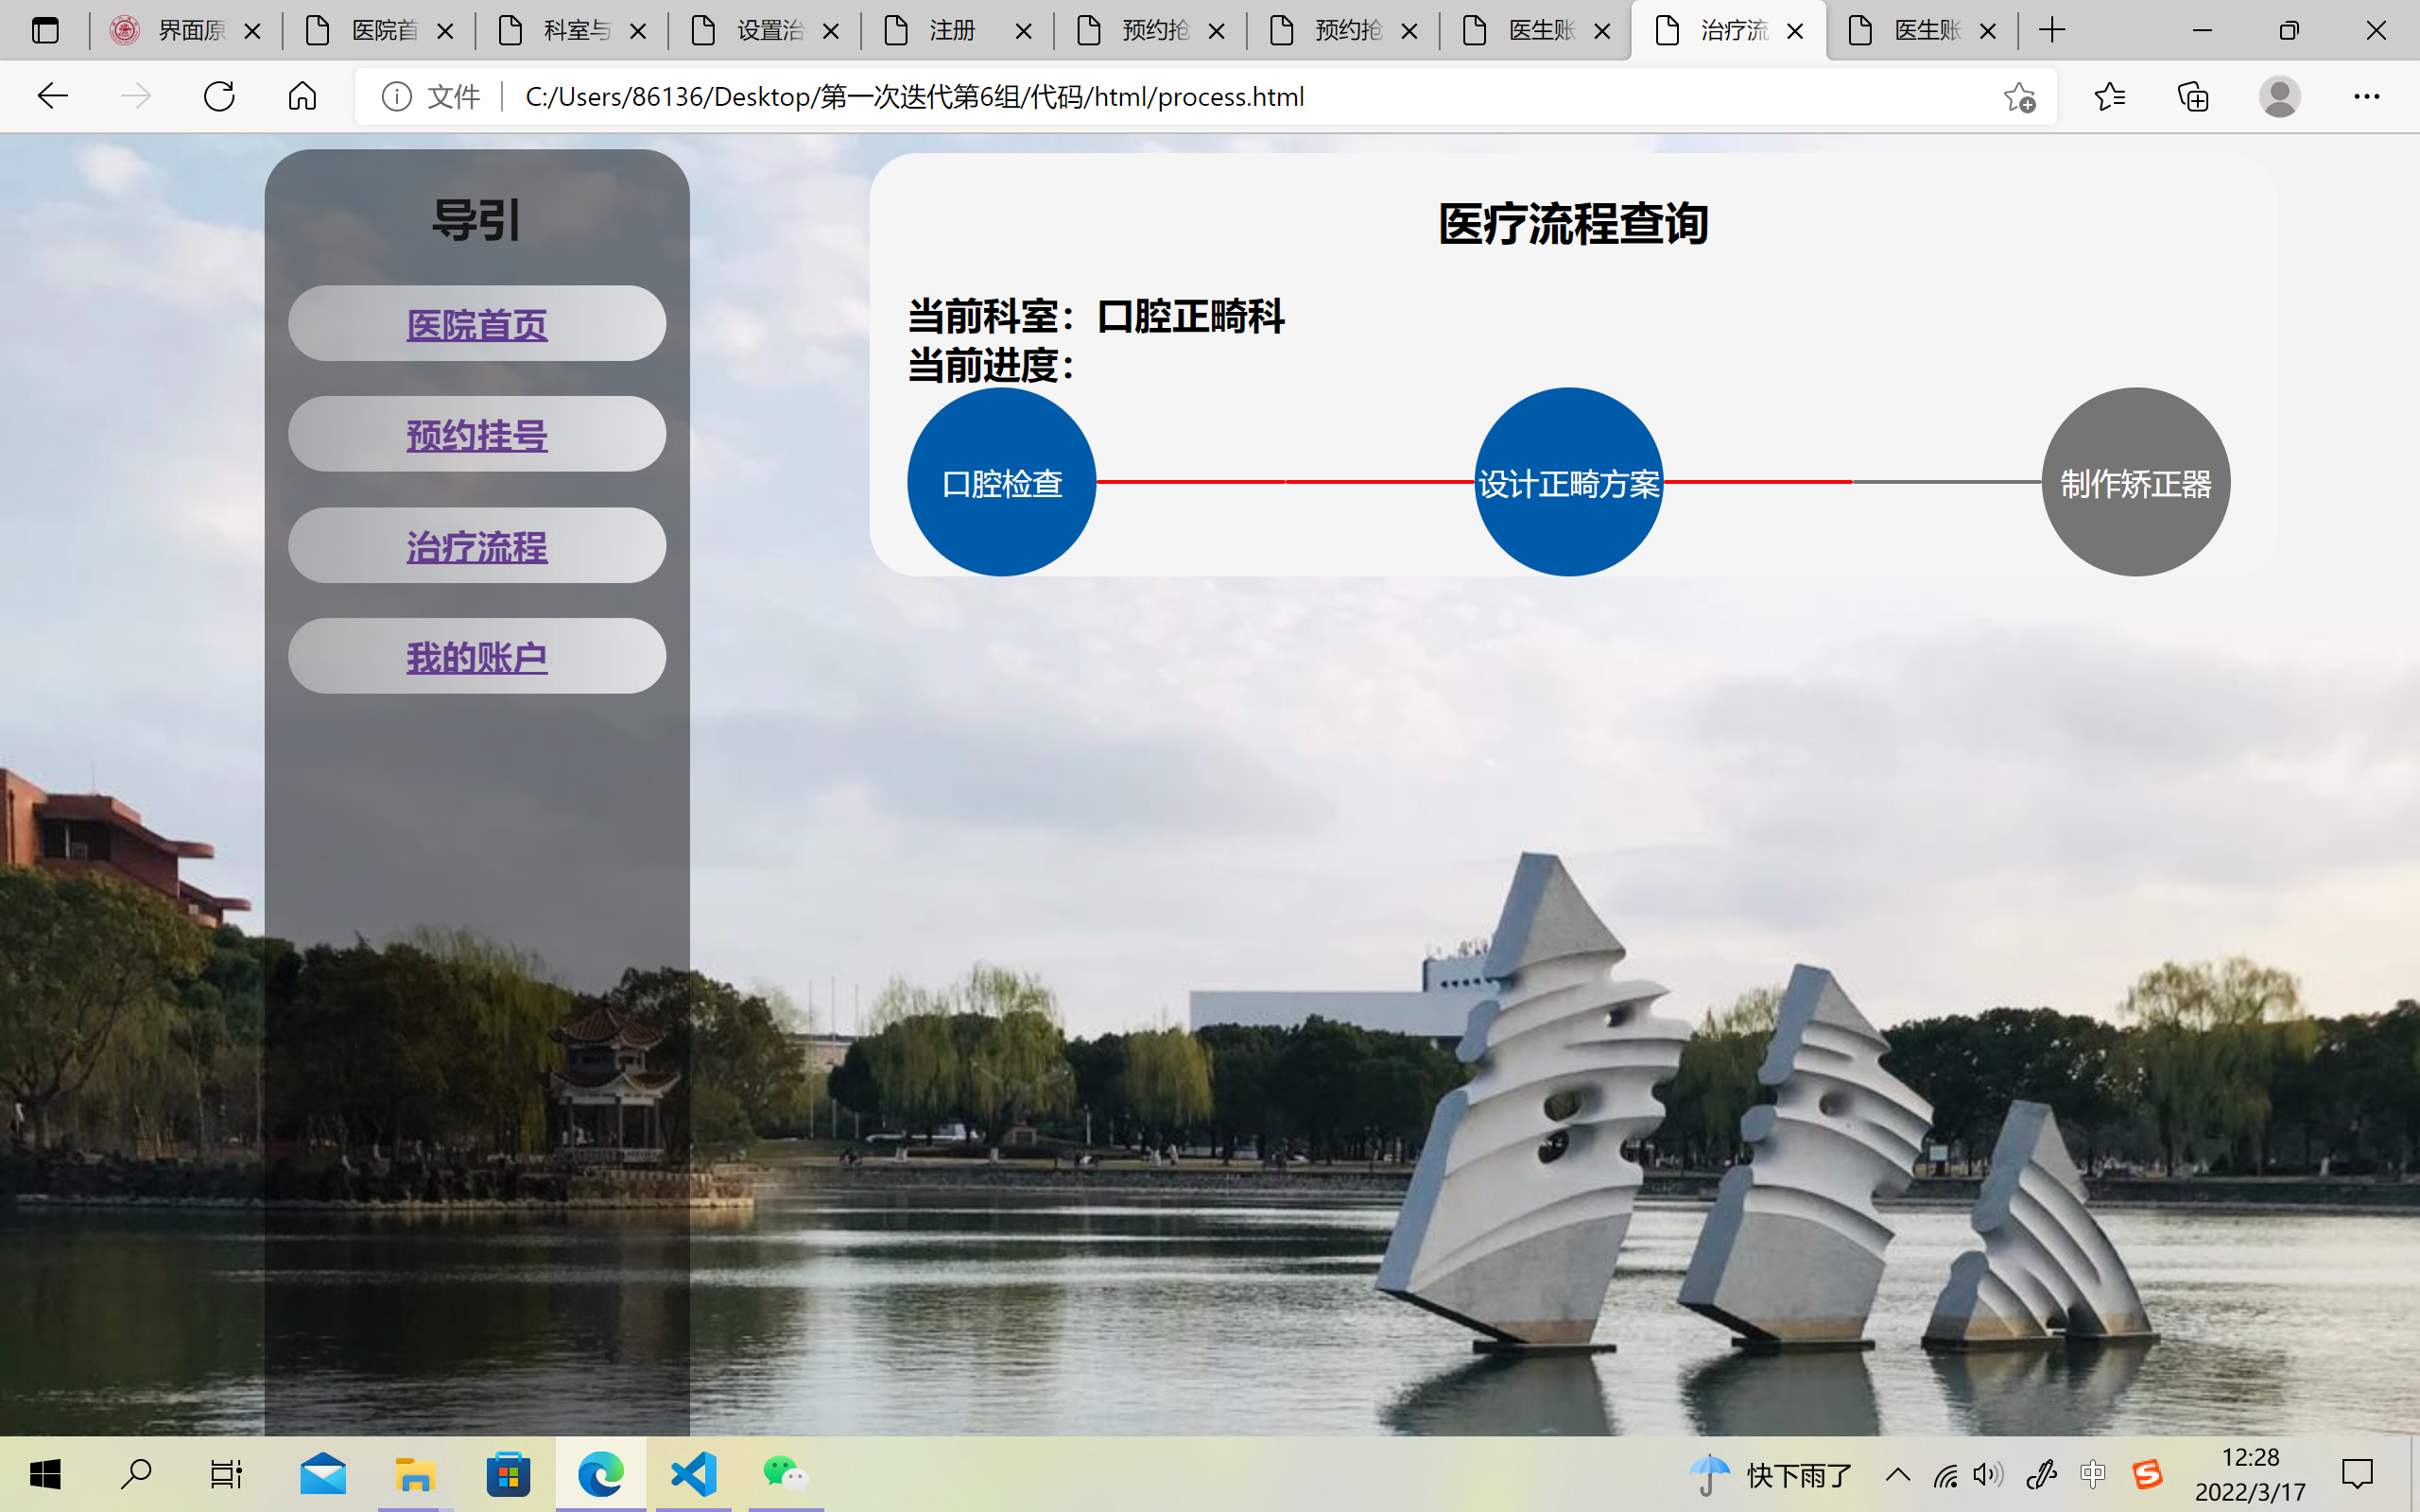 界面原
医院首
科室与
设置治
注册
预约抢
预约抢
医生账
治疗流
医生账
文件
C:/Users/86136/Desktop/第一次迭代第6组/代码/html/process.html
导引
医院首页
预约挂号
治疗流程
我的账户
医疗流程查询
当前科室：口腔正畸科
当前进度：
口腔检查
设计正畸方案
制作矫正器
快下雨了
中
12:28
2022/3/17